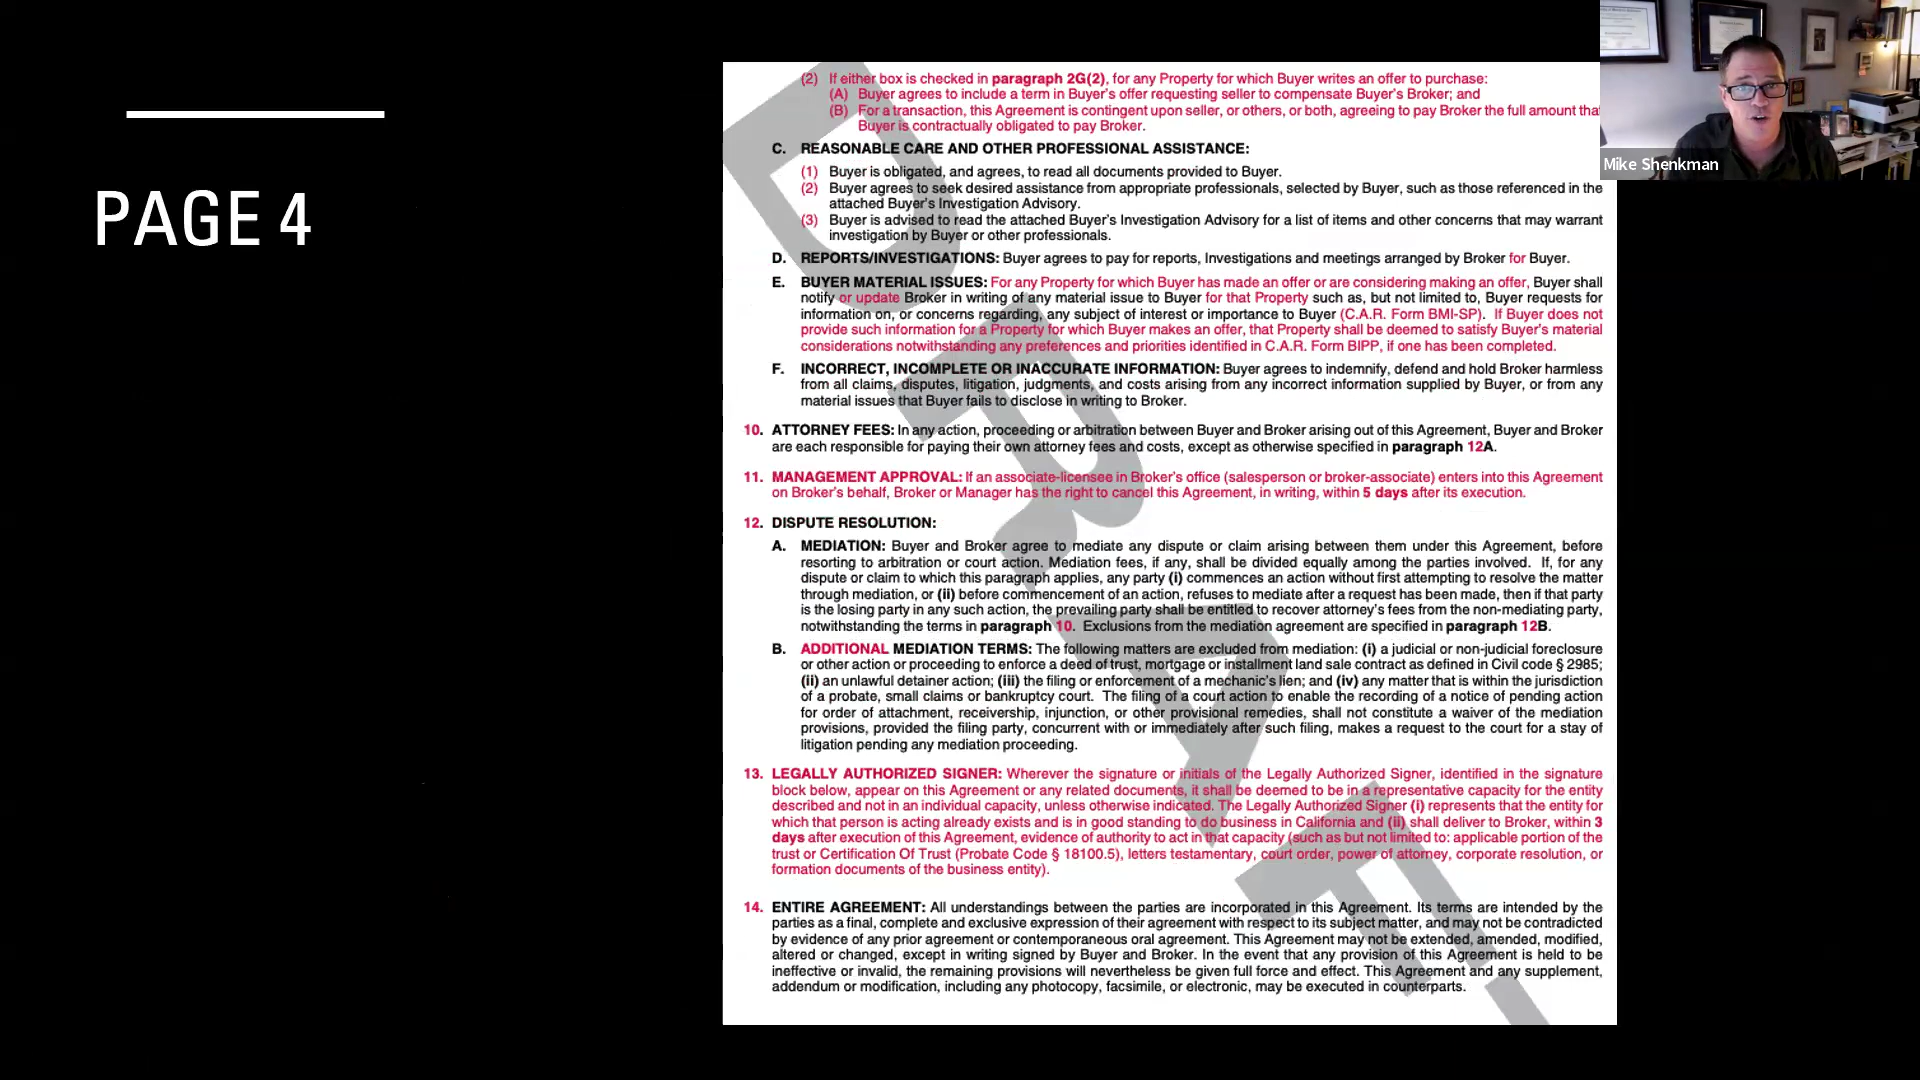 PAGE 4
(2) If either box is checked in paragraph 2G(2), for any Property for which Buyer writes an offer to purchase:
(A) Buyer agrees to include a term in Buyer's offer requesting seller to compensate Buyer's Broker; and
(B) For a transaction, this Agreement is contingent upon seller, or others, or both, agreeing to pay Broker the full amount tha
Buyer is contractually obligated to pay Broker.
C. REASONABLE CARE AND OTHER PROFESSIONAL ASSISTANCE:
(1) Buyer is obligated, and agrees, to read all documents provided to Buyer.
(2) Buyer agrees to seek desired assistance from appropriate professionals, selected by Buyer, such as those referenced in the
attached Buyer's Investigation Advisory.
(3) Buyer is advised to read the attached Buyer's Investigation Advisory for a list of items and other concerns that may warrant
investigation by Buyer or other professionals.
D. REPORTS/INVESTIGATIONS: Buyer agrees to pay for reports, Investigations and meetings arranged by Broker for Buyer.
E. BUYER MATERIAL ISSUES: For any Property for which Buyer has made an offer or are considering making an offer, Buyer shall
notify or update Broker in writing of any material issue to Buyer for that Property such as, but not limited to, Buyer requests for
information on, or concerns regarding, any subject of interest or importance to Buyer (C.A.R. Form BMI-SP). If Buyer does not
provide such information for a Property for which Buyer makes an offer, that Property shall be deemed to satisfy Buyer's material
considerations notwithstanding any preferences and priorities identified in C.A.R. Form BIPP, if one has been completed.
F. INCORRECT, INCOMPLETE OR INACCURATE INFORMATION: Buyer agrees to indemnify, defend and hold Broker harmless
from all claims, disputes, litigation, judgments, and costs arising from any incorrect information supplied by Buyer, or from any
material issues that Buyer fails to disclose in writing to Broker.
10. ATTORNEY FEES: In any action, proceeding or arbitration between Buyer and Broker arising out of this Agreement, Buyer and Broker
are each responsible for paying their own attorney fees and costs, except as otherwise specified in paragraph 12A.
11. MANAGEMENT APPROVAL: If an associate-licensee in Broker's office (salesperson or broker-associate) enters into this Agreement
on Broker's behalf, Broker or Manager has the right to cancel this Agreement, in writing, within 5 days after its execution.
12. DISPUTE RESOLUTION:
A. MEDIATION: Buyer and Broker agree to mediate any dispute or claim arising between them under this Agreement, before
resorting to arbitration or court action. Mediation fees, if any, shall be divided equally among the parties involved. If, for any
dispute or claim to which this paragraph applies, any party (i) commences an action without first attempting to resolve the matter
through mediation, or (ii) before commencement of an action, refuses to mediate after a request has been made, then if that party
is the losing party in any such action, the prevailing party shall be entitled to recover attorney's fees from the non-mediating party,
notwithstanding the terms in paragraph 10. Exclusions from the mediation agreement are specified in paragraph 12B.
B. ADDITIONAL MEDIATION TERMS: The following matters are excluded from mediation: (i) a judicial or non-judicial foreclosure
or other action or proceeding to enforce a deed of trust, mortgage or installment land sale contract as defined in Civil code § 2985;
(ii) an unlawful detainer action; (iii) the filing or enforcement of a mechanic's lien; and (iv) any matter that is within the jurisdiction
of a probate, small claims or bankruptcy court. The filing of a court action to enable the recording of a notice of pending action
for order of attachment, receivership, injunction, or other provisional remedies, shall not constitute a waiver of the mediation
provisions, provided the filing party, concurrent with or immediately after such filing, makes a request to the court for a stay of
litigation pending any mediation proceeding.
13. LEGALLY AUTHORIZED SIGNER: Wherever the signature or initials of the Legally Authorized Signer, identified in the signature
block below, appear on this Agreement or any related documents, it shall be deemed to be in a representative capacity for the entity
described and not in an individual capacity, unless otherwise indicated. The Legally Authorized Signer (i) represents that the entity for
which that person is acting already exists and is in good standing to do business in California and (ii) shall deliver to Broker, within 3
days after execution of this Agreement, evidence of authority to act in that capacity (such as but not limited to: applicable portion of the
trust or Certification Of Trust (Probate Code § 18100.5), letters testamentary, court order, power of attorney, corporate resolution, or
formation documents of the business entity).
14. ENTIRE AGREEMENT: All understandings between the parties are incorporated in this Agreement. Its terms are intended by the
parties as a final, complete and exclusive expression of their agreement with respect to its subject matter, and may not be contradicted
by evidence of any prior agreement or contemporaneous oral agreement. This Agreement may not be extended, amended, modified,
altered or changed, except in writing signed by Buyer and Broker. In the event that any provision of this Agreement is held to be
ineffective or invalid, the remaining provisions will nevertheless be given full force and effect. This Agreement and any supplement,
addendum or modification, including any photocopy, facsimile, or electronic, may be executed in counterparts.
DRAFT
Mike Shenkman